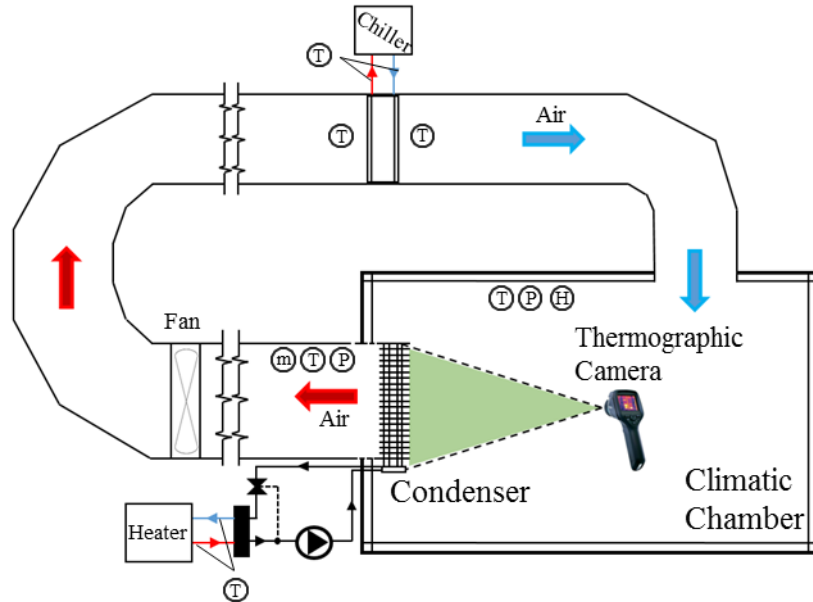 Chiller
T
T
T
Air
Fan
T P H
Thermographic
Camera
m T P
Air
Condenser
Climatic
Chamber
Heater
T